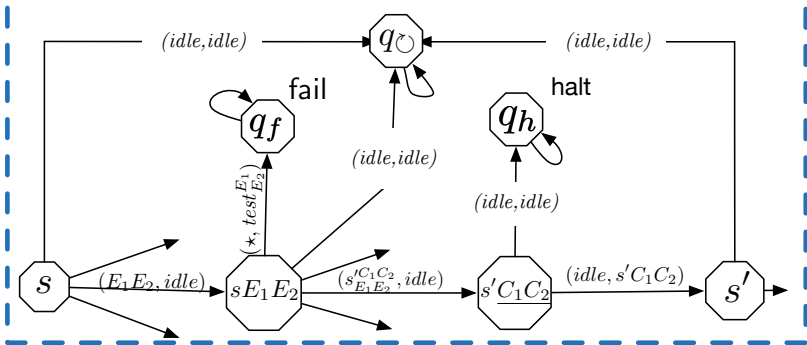 (idle,idle)
q↻
(idle,idle)
fail
halt
q_f
q_h
(⋆, test^{E_1}_{E_2})
(idle,idle)
(idle,idle)
s
(E_1E_2, idle)
sE_1E_2
(s'^{C_1C_2}_{E_1E_2}, idle)
s'C_1C_2
(idle, s'C_1C_2)
s'